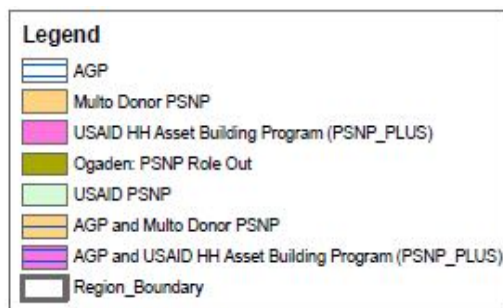 Legend
AGP
Multo Donor PSNP
USAID HH Asset Building Program (PSNP_PLUS)
Ogaden: PSNP Role Out
USAID PSNP
AGP and Multo Donor PSNP
AGP and USAID HH Asset Building Program (PSNP_PLUS)
Region_Boundary